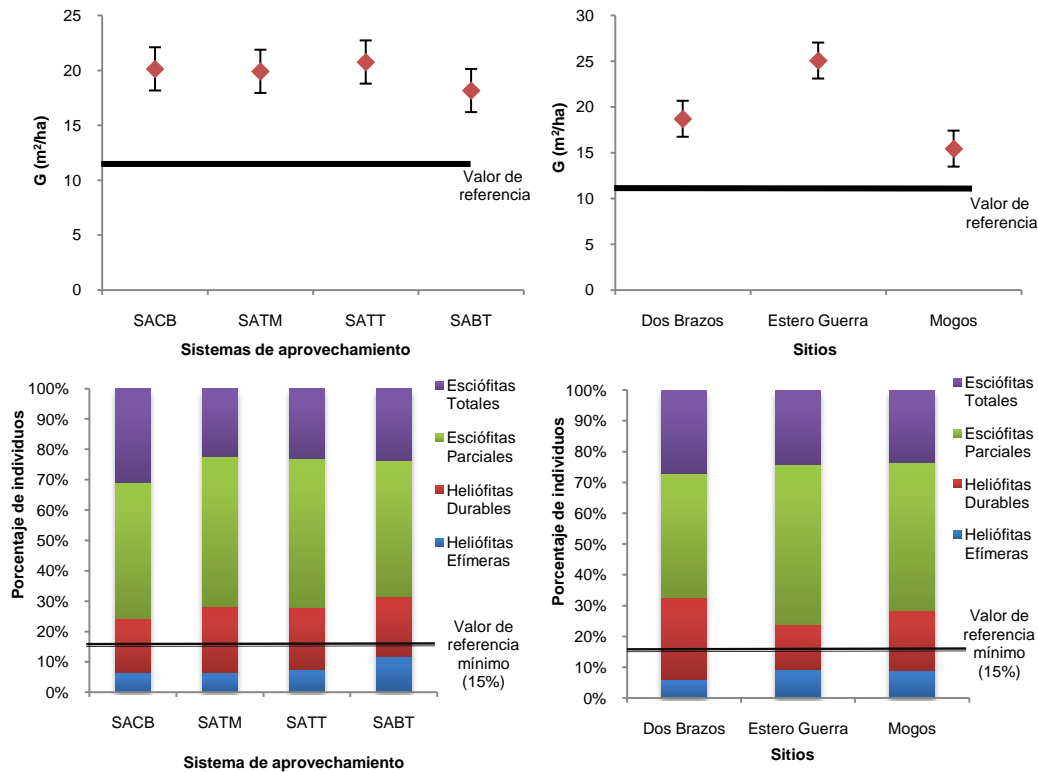 25
20
15
10
5
0
G (m²/ha)
Valor de
referencia
SACB
SATM
SATT
SABT
Sistemas de aprovechamiento
30
25
20
15
10
5
0
G (m²/ha)
Valor de
referencia
Dos Brazos
Estero Guerra
Mogos
Sitios
100%
90%
80%
70%
60%
50%
40%
30%
20%
10%
0%
Porcentaje de individuos
Esciófitas
Totales
Esciófitas
Parciales
Heliófitas
Durables
Heliófitas
Efímeras
Valor de
referencia
mínimo
(15%)
SACB
SATM
SATT
SABT
Sistema de aprovechamiento
100%
90%
80%
70%
60%
50%
40%
30%
20%
10%
0%
Porcentaje de individuos
Esciófitas
Totales
Esciófitas
Parciales
Heliófitas
Durables
Heliófitas
Efímeras
Valor de
referencia
mínimo
(15%)
Dos Brazos
Estero Guerra
Mogos
Sitios